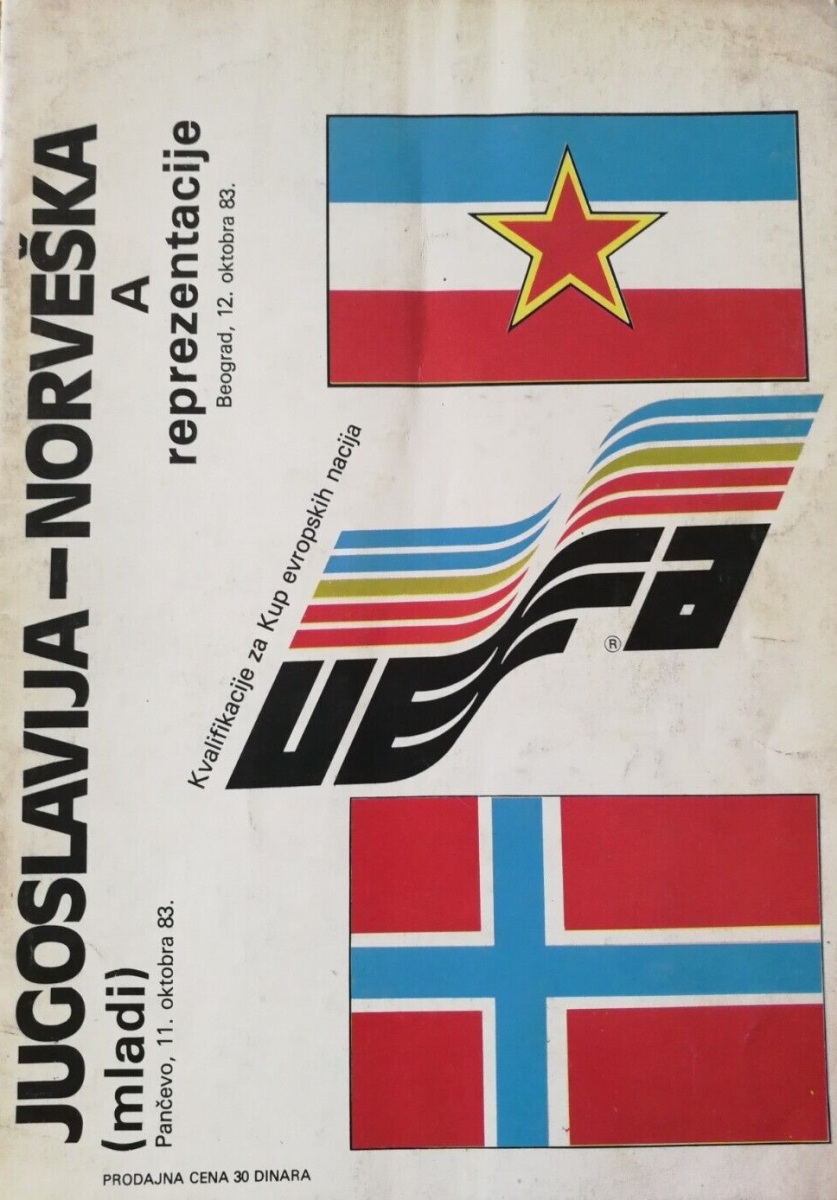 JUGOSLAVIJA-NORVEŠKA
(mladi)
Pančevo, 11. oktobra 83.
A
reprezentacije
Beograd, 12. oktobra 83.
Kvalifikacije za Kup evropskih nacija
UEFA
®
PRODAJNA CENA 30 DINARA